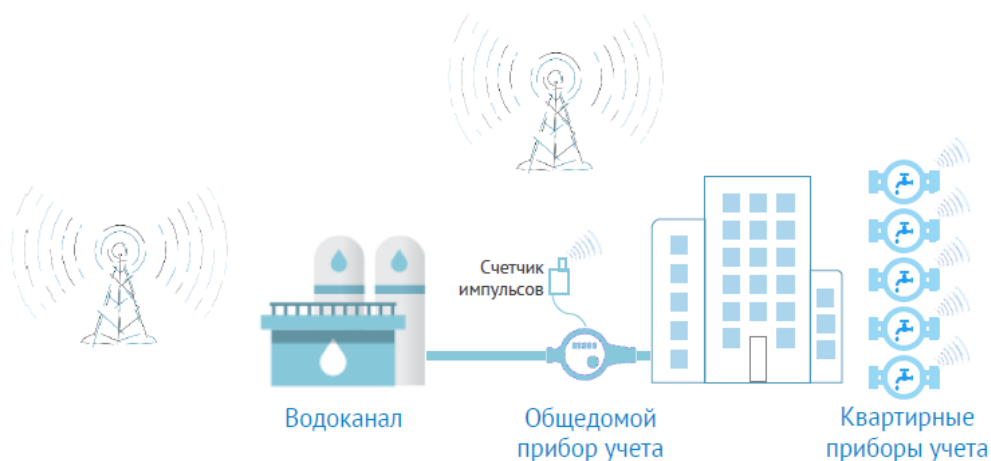 Счетчик
импульсов
Водоканал
Общедомой
прибор учета
Квартирные
приборы учета